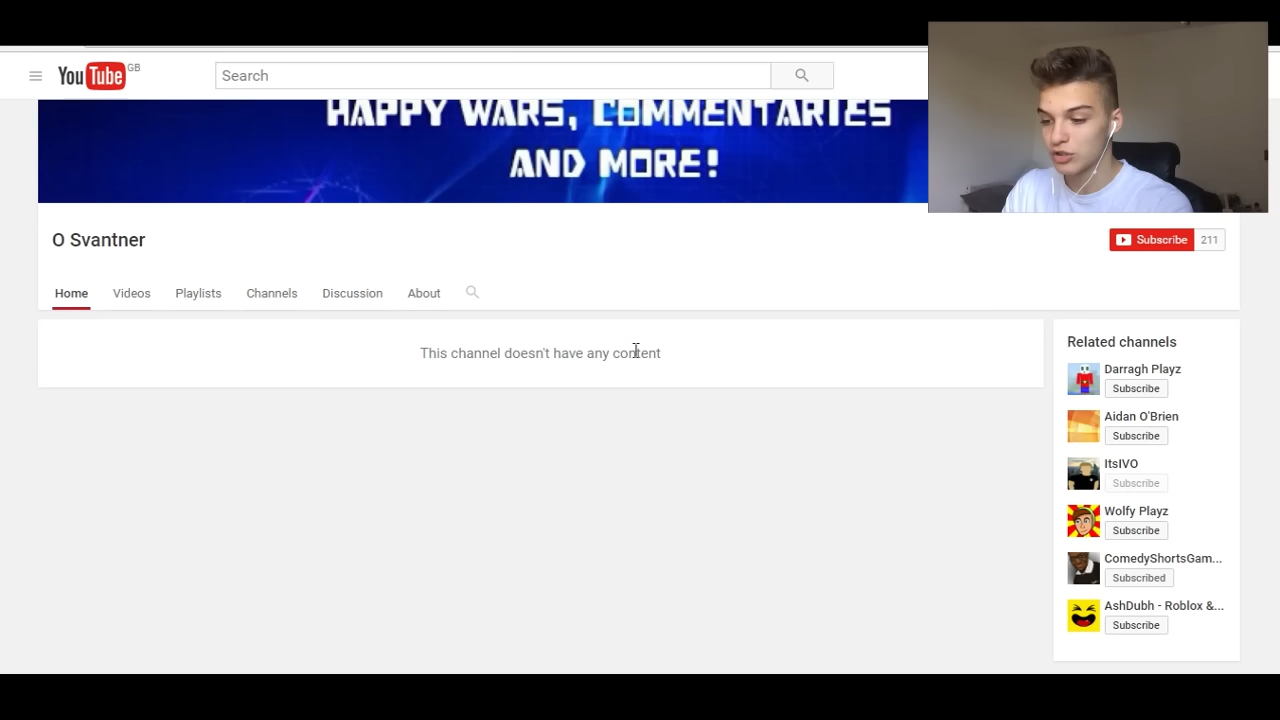 YouTube GB
Search
HAPPY WARS, COMMENTARIES
AND MORE!
O Svantner
Subscribe 211
Home Videos Playlists Channels Discussion About
This channel doesn't have any content
Related channels
Darragh Playz
Subscribe
Aidan O'Brien
Subscribe
ItsIVO
Subscribe
Wolfy Playz
Subscribe
ComedyShortsGam...
Subscribed
AshDubh - Roblox &...
Subscribe